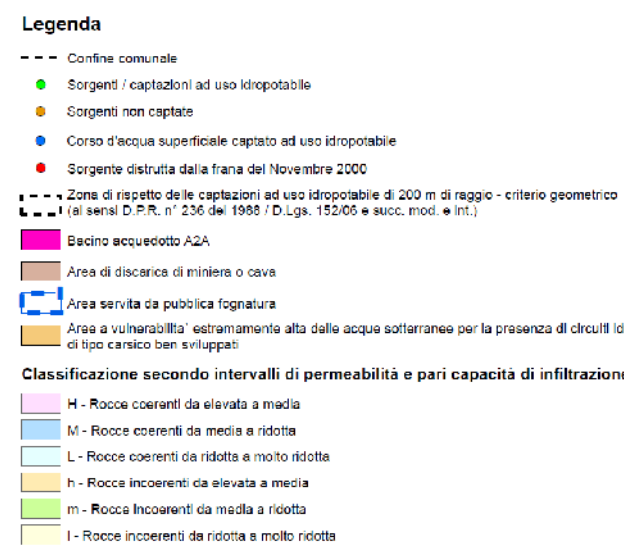 Legenda
Confine comunale
Sorgenti / captazioni ad uso idropotabile
Sorgenti non captate
Corso d'acqua superficiale captato ad uso idropotabile
Sorgente distrutta dalla frana del Novembre 2000
Zona di rispetto delle captazioni ad uso idropotabile di 200 m di raggio - criterio geometrico
(ai sensi D.P.R. n° 236 del 1988 / D.Lgs. 152/06 e succ. mod. e int.)
Bacino acquedotto A2A
Area di discarica di miniera o cava
Area servita da pubblica fognatura
Aree a vulnerabilita` estremamente alta delle acque sotterranee per la presenza di circuiti id
di tipo carsico ben sviluppati
Classificazione secondo intervalli di permeabilità e pari capacità di infiltrazione
H - Rocce coerenti da elevata a media
M - Rocce coerenti da media a ridotta
L - Rocce coerenti da ridotta a molto ridotta
h - Rocce incoerenti da elevata a media
m - Rocce incoerenti da media a ridotta
l - Rocce incoerenti da ridotta a molto ridotta